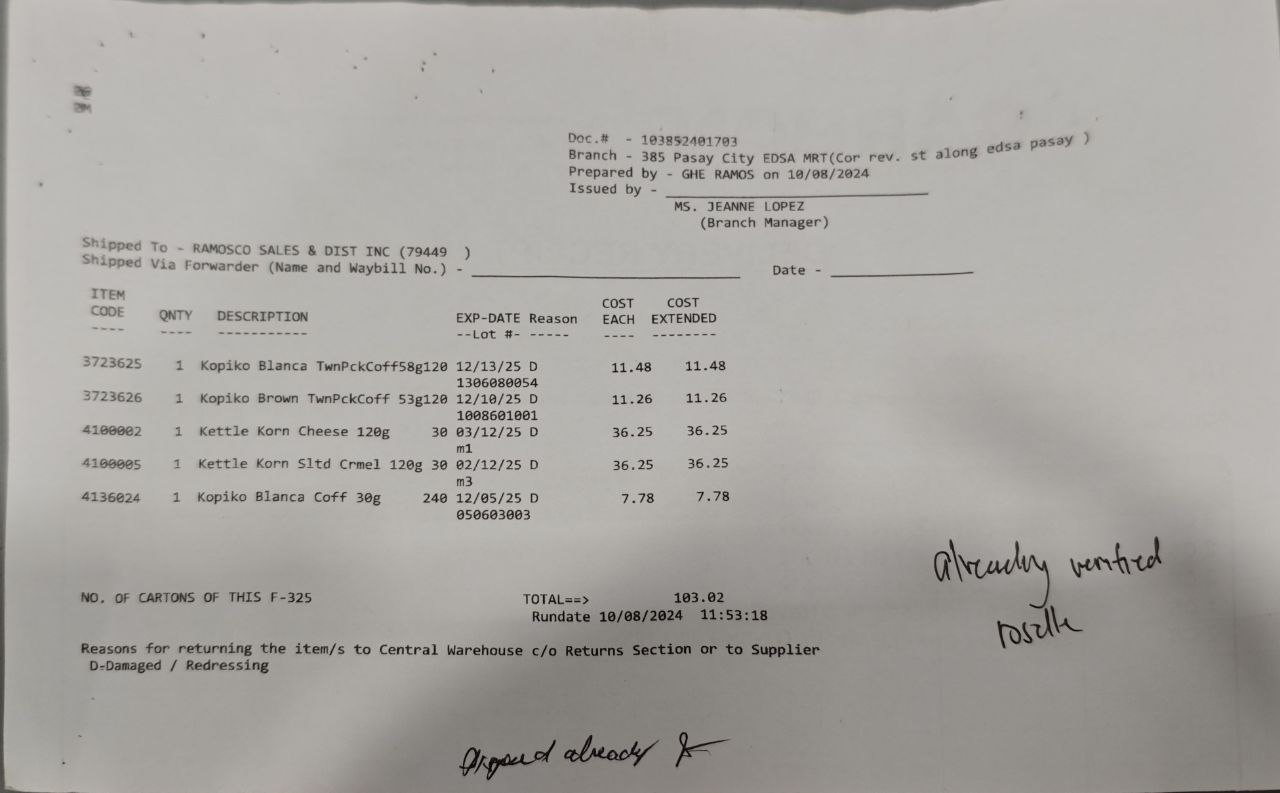 Doc.# - 103852401703
Branch - 385 Pasay City EDSA MRT(Cor rev. st along edsa pasay )
Prepared by - GHE RAMOS on 10/08/2024
Issued by -
MS. JEANNE LOPEZ
(Branch Manager)
Shipped To - RAMOSCO SALES & DIST INC (79449 )
Shipped Via Forwarder (Name and Waybill No.) - Date -
ITEM
COST COST
CODE QNTY DESCRIPTION EXP-DATE Reason EACH EXTENDED
---- ---- ----------- --Lot #- ----- ---- --------
3723625 1 Kopiko Blanca TwnPckCoff58g120 12/13/25 D 11.48 11.48
1306080054
3723626 1 Kopiko Brown TwnPckCoff 53g120 12/10/25 D 11.26 11.26
1008601001
4100002 1 Kettle Korn Cheese 120g 30 03/12/25 D 36.25 36.25
m1
4100005 1 Kettle Korn Sltd Crmel 120g 30 02/12/25 D 36.25 36.25
m3
4136024 1 Kopiko Blanca Coff 30g 240 12/05/25 D 7.78 7.78
050603003
already verified
roselle
NO. OF CARTONS OF THIS F-325 TOTAL==> 103.02
Rundate 10/08/2024 11:53:18
Reasons for returning the item/s to Central Warehouse c/o Returns Section or to Supplier
D-Damaged / Redressing
already